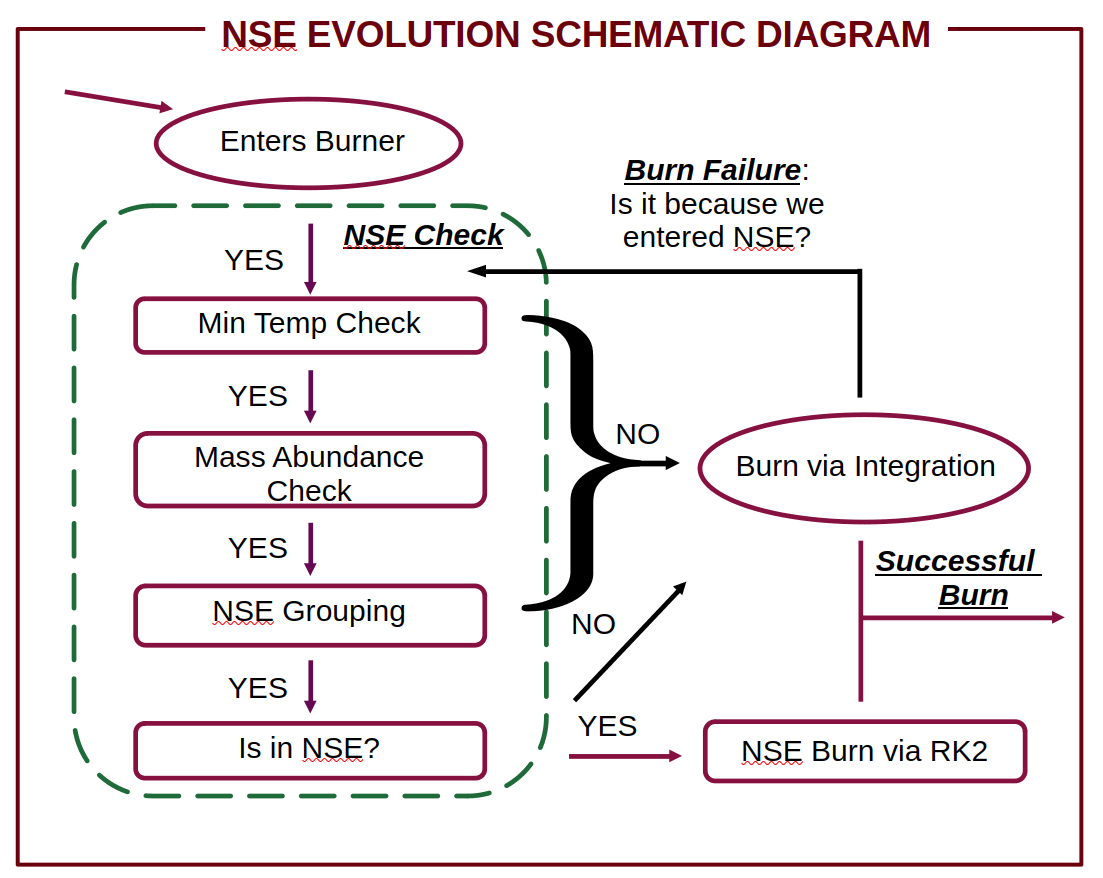 NSE EVOLUTION SCHEMATIC DIAGRAM
Enters Burner
Burn Failure:
Is it because we
entered NSE?
NSE Check
YES
Min Temp Check
YES
NO
Mass Abundance
Check
Burn via Integration
YES
Successful
Burn
NSE Grouping
NO
YES
Is in NSE?
YES
NSE Burn via RK2